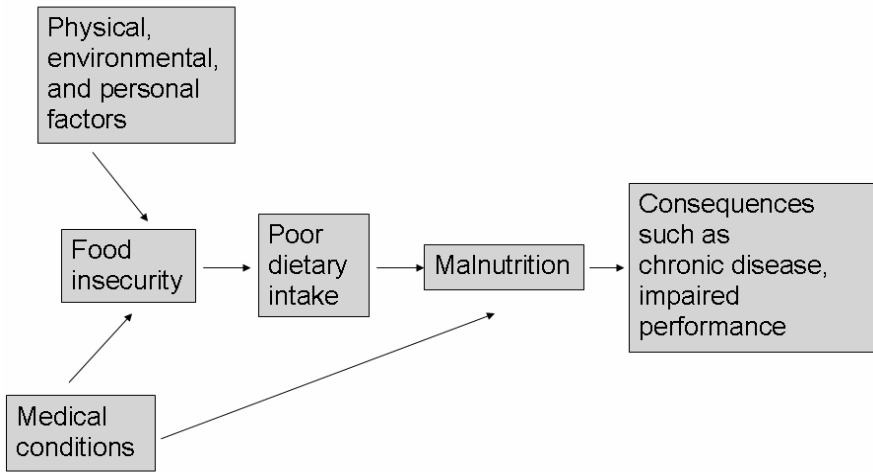 Physical,
environmental,
and personal
factors
Food
insecurity
Poor
dietary
intake
Malnutrition
Consequences
such as
chronic disease,
impaired
performance
Medical
conditions